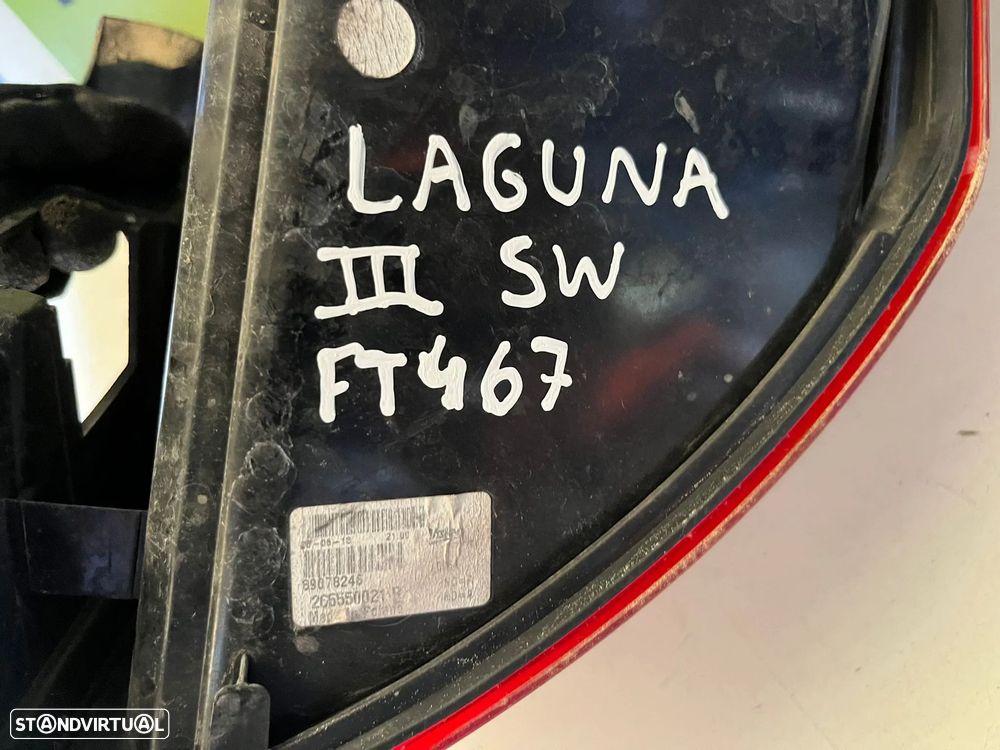 LAGUNA
III SW
FT467
89078246
265550021
STANDVIRTUAL